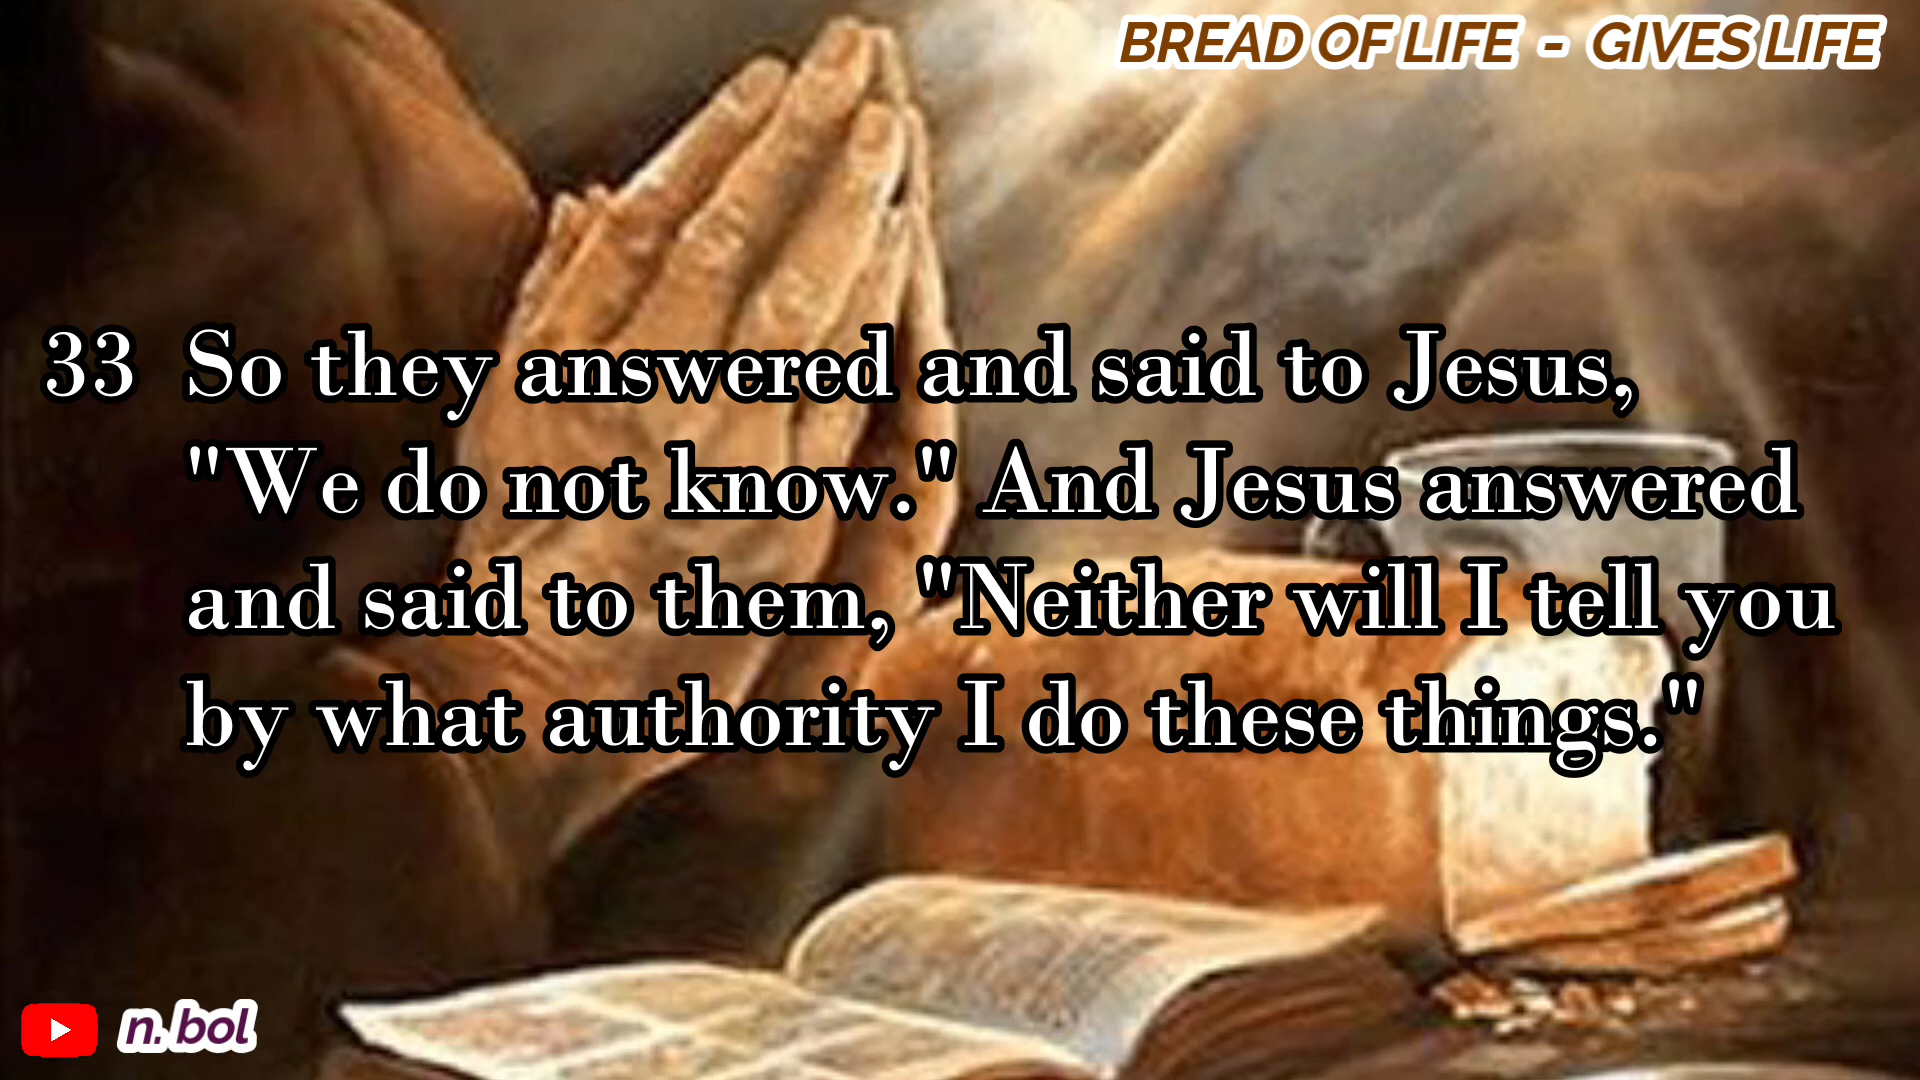 BREAD OF LIFE - GIVES LIFE
33 So they answered and said to Jesus,
"We do not know." And Jesus answered
and said to them, "Neither will I tell you
by what authority I do these things."
n.bol